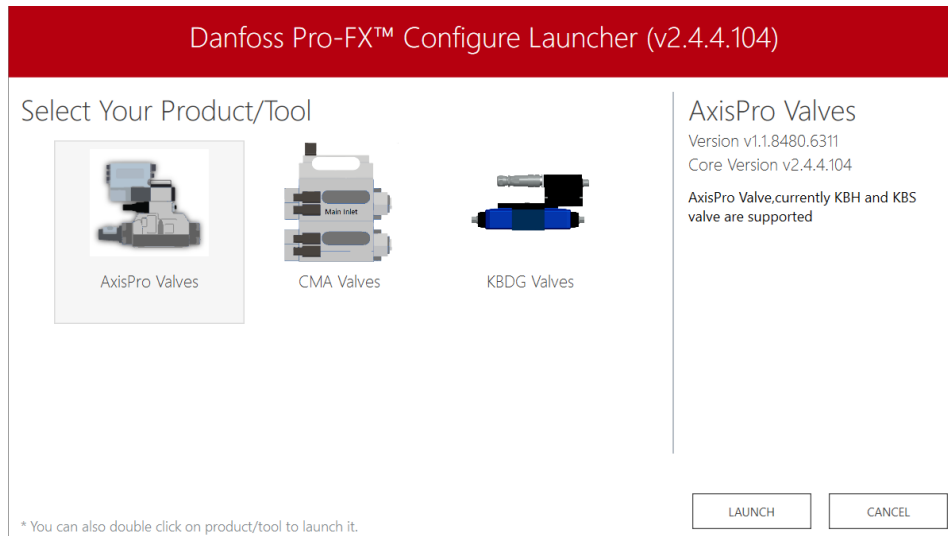 Danfoss Pro-FX™ Configure Launcher (v2.4.4.104)
Select Your Product/Tool
AxisPro Valves
Main Inlet
CMA Valves
KBDG Valves
AxisPro Valves
Version v1.1.8480.6311
Core Version v2.4.4.104
AxisPro Valve,currently KBH and KBS
valve are supported
LAUNCH
CANCEL
* You can also double click on product/tool to launch it.